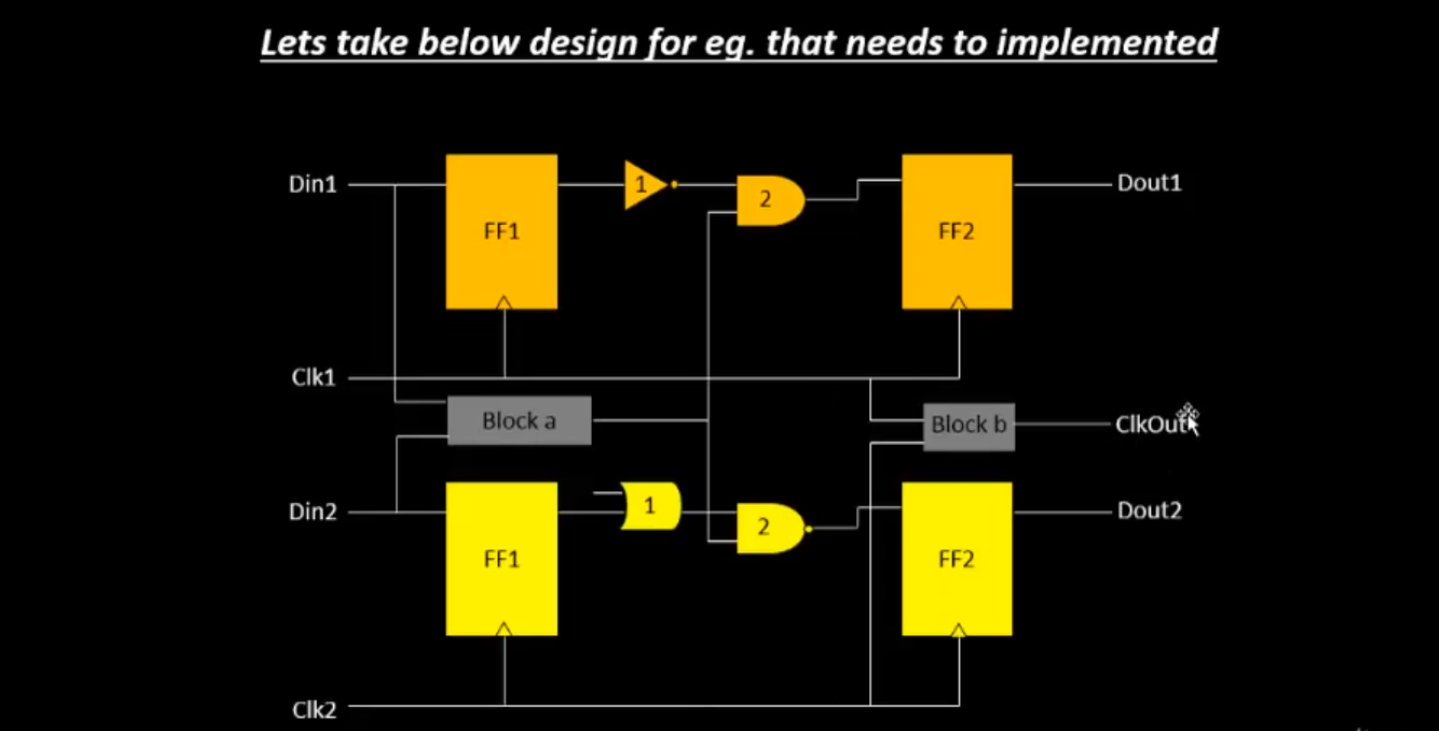 Lets take below design for eg. that needs to implemented
Din1
FF1
1
2
FF2
Dout1
Clk1
Block a
Block b
ClkOut
Din2
FF1
1
2
FF2
Dout2
Clk2